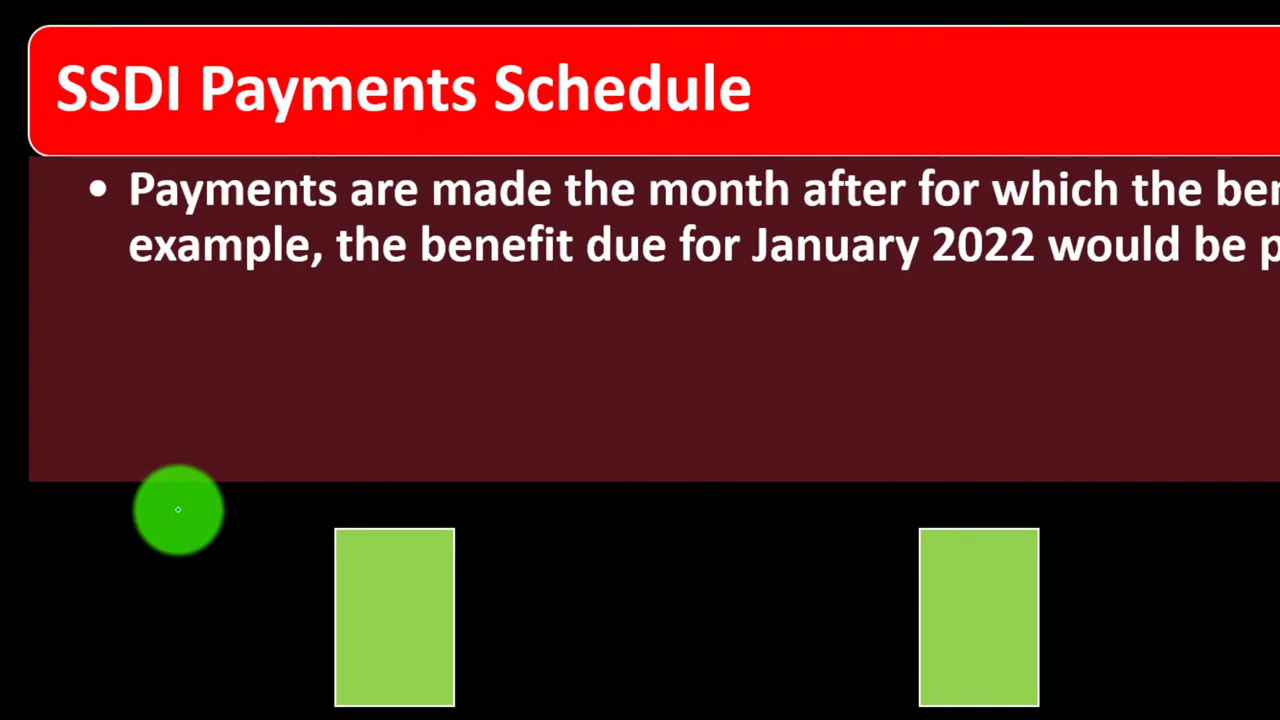 SSDI Payments Schedule
• Payments are made the month after for which the
example, the benefit due for January 2022 would be